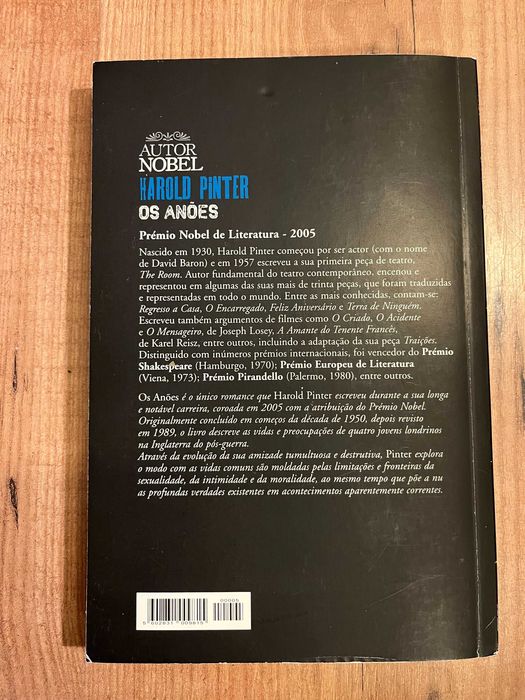 AUTOR
NOBEL
HAROLD PINTER
OS ANÕES
Prémio Nobel de Literatura - 2005
Nascido em 1930, Harold Pinter começou por ser actor (com o nome
de David Baron) e em 1957 escreveu a sua primeira peça de teatro,
The Room. Autor fundamental do teatro contemporâneo, encenou e
representou em algumas das suas mais de trinta peças, que foram traduzidas
e representadas em todo o mundo. Entre as mais conhecidas, contam-se:
Regresso a Casa, O Encarregado, Feliz Aniversário e Terra de Ninguém.
Escreveu também argumentos de filmes como O Criado, O Acidente
e O Mensageiro, de Joseph Losey, A Amante do Tenente Francês,
de Karel Reisz, entre outros, incluindo a adaptação da sua peça Traições.
Distinguido com inúmeros prémios internacionais, foi vencedor do Prémio
Shakespeare (Hamburgo, 1970); Prémio Europeu de Literatura
(Viena, 1973); Prémio Pirandello (Palermo, 1980), entre outros.
Os Anões é o único romance que Harold Pinter escreveu durante a sua longa
e notável carreira, coroada em 2005 com a atribuição do Prémio Nobel.
Originalmente concluído em começos da década de 1950, depois revisto
em 1989, o livro descreve as vidas e preocupações de quatro jovens londrinos
na Inglaterra do pós-guerra.
Através da evolução da sua amizade tumultuosa e destrutiva, Pinter explora
o modo com as vidas comuns são moldadas pelas limitações e fronteiras da
sexualidade, da intimidade e da moralidade, ao mesmo tempo que põe a nu
as profundas verdades existentes em acontecimentos aparentemente correntes.
00005
5 602831 009815